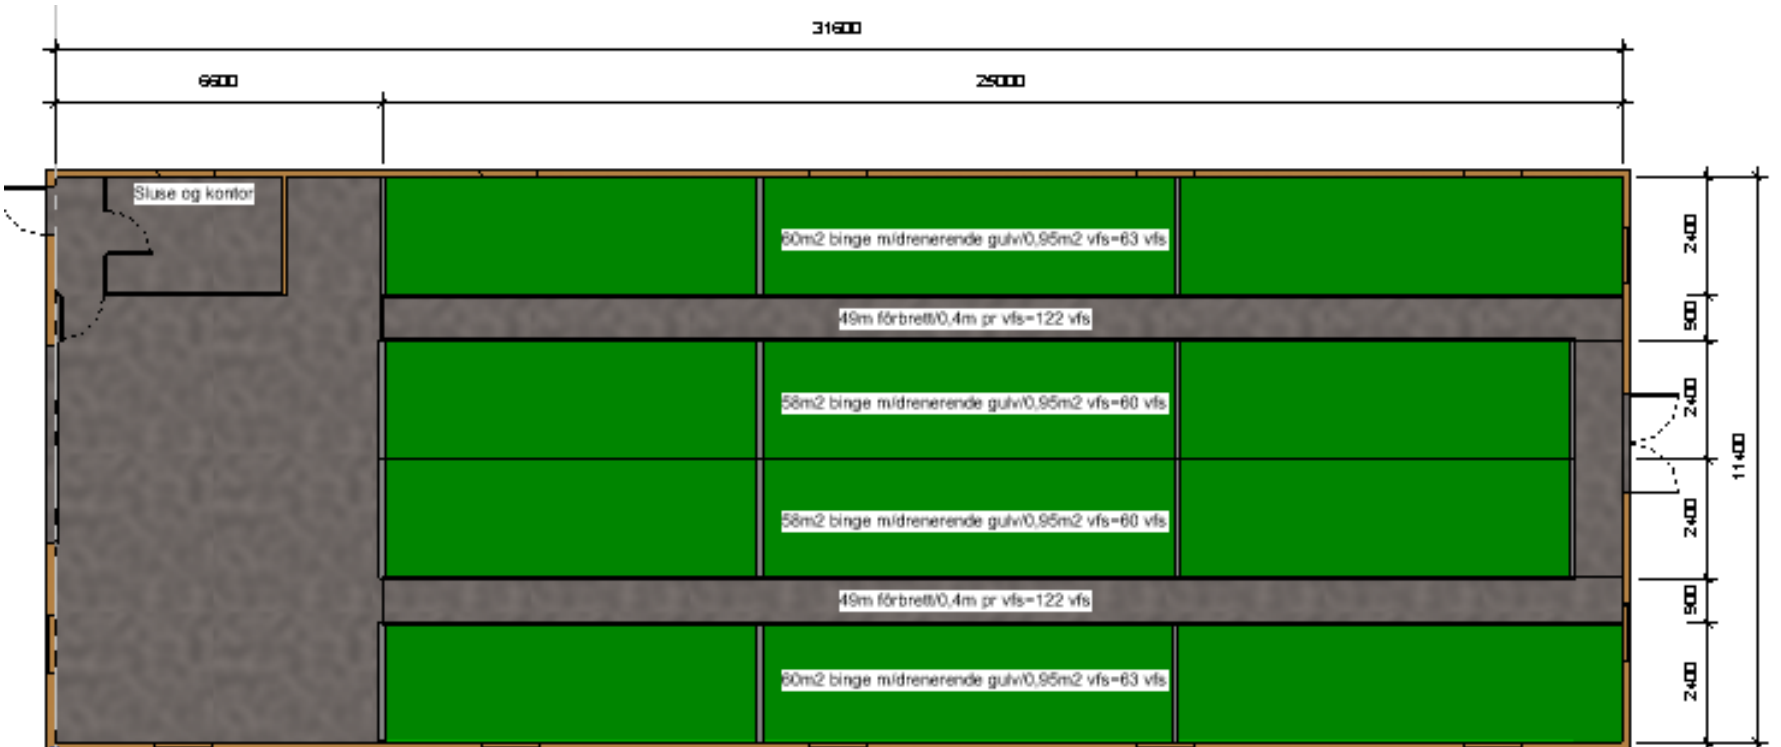 31600
6600
25000
Sluse og kontor
60m2 binge m/drenerende gulv/0,95m2 vfs=63 vfs
2400
49m fôrbrett/0,4m pr vfs=122 vfs
900
58m2 binge m/drenerende gulv/0,95m2 vfs=60 vfs
2400
11400
58m2 binge m/drenerende gulv/0,95m2 vfs=60 vfs
2400
49m fôrbrett/0,4m pr vfs=122 vfs
900
60m2 binge m/drenerende gulv/0,95m2 vfs=63 vfs
2400